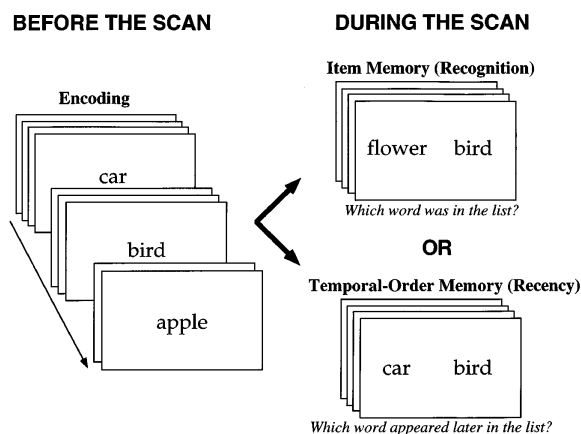 BEFORE THE SCAN
Encoding
car
bird
apple
DURING THE SCAN
Item Memory (Recognition)
flower bird
Which word was in the list?
OR
Temporal-Order Memory (Recency)
car bird
Which word appeared later in the list?